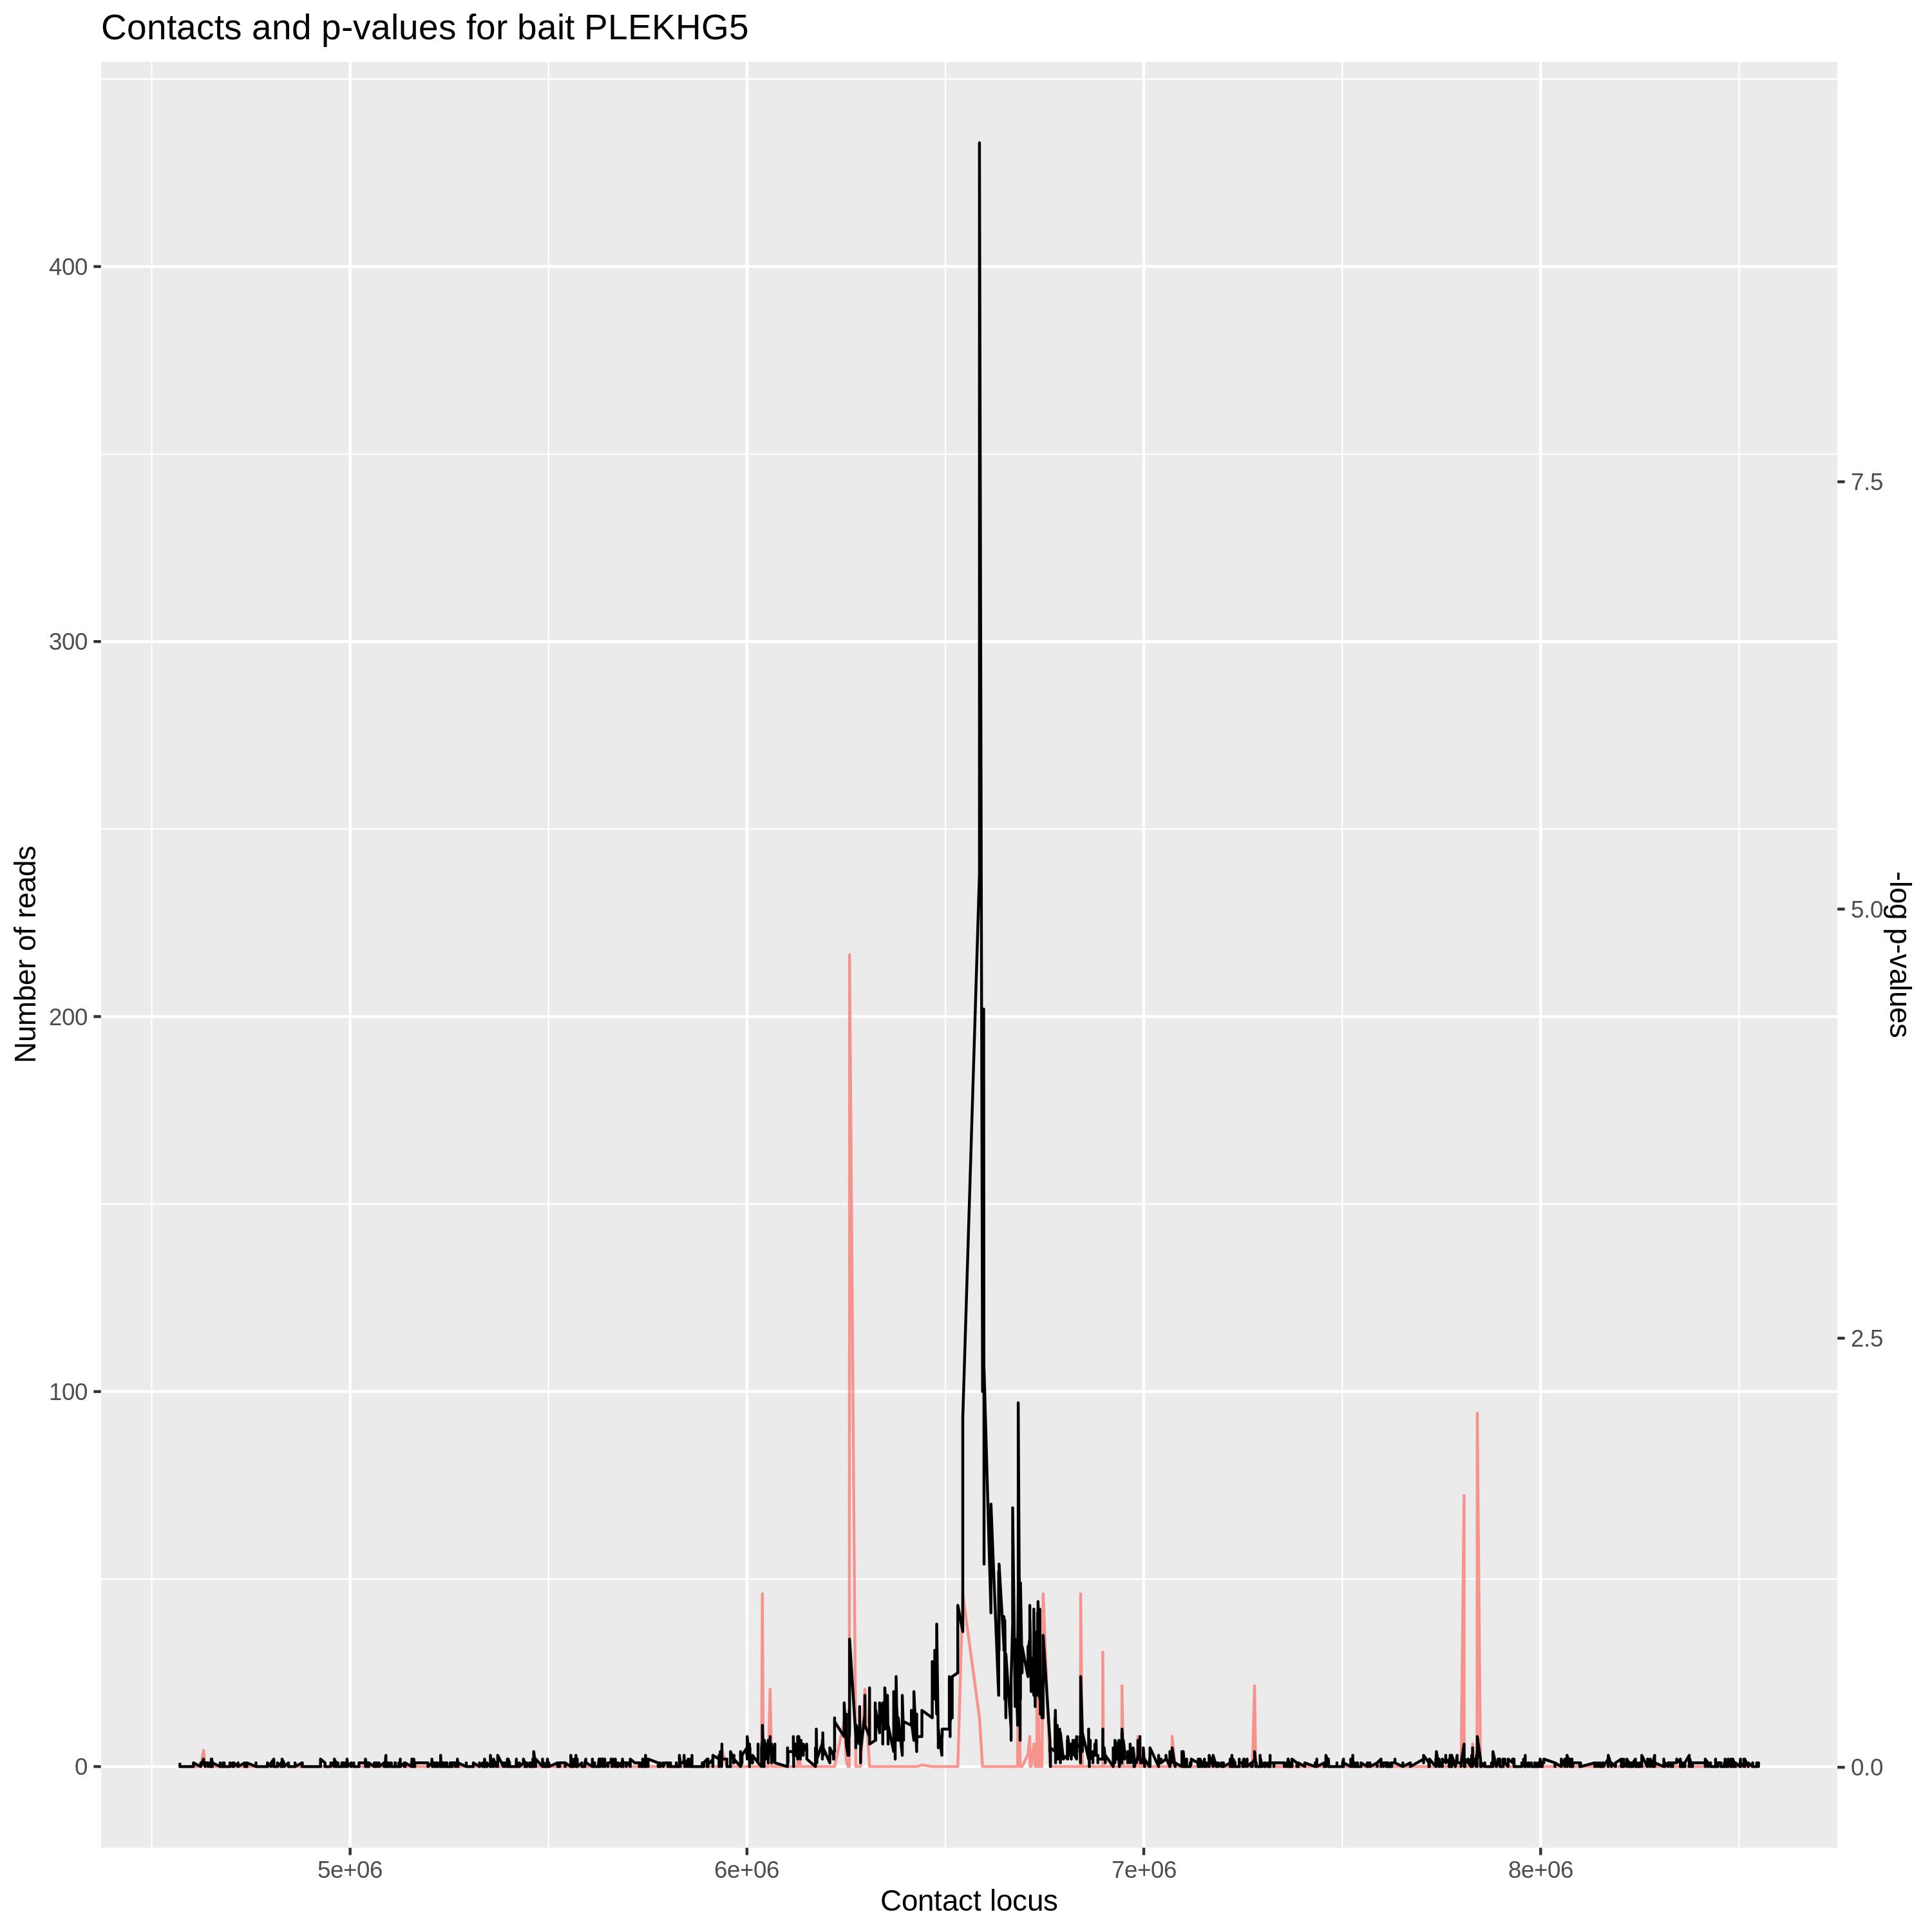 Contacts and p-values for bait PLEKHG5
Number of reads
400
300
200
100
0
7.5
5.0
2.5
0.0
-log p-values
5e+06
6e+06
7e+06
8e+06
Contact locus